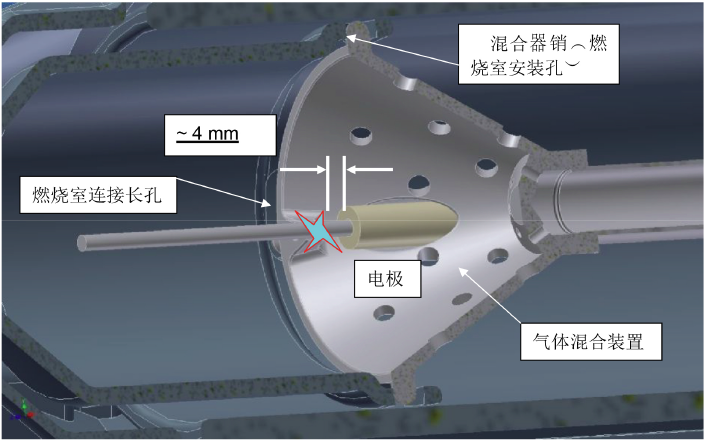 混合器销（燃
烧室安装孔）
~ 4 mm
燃烧室连接长孔
电极
气体混合装置